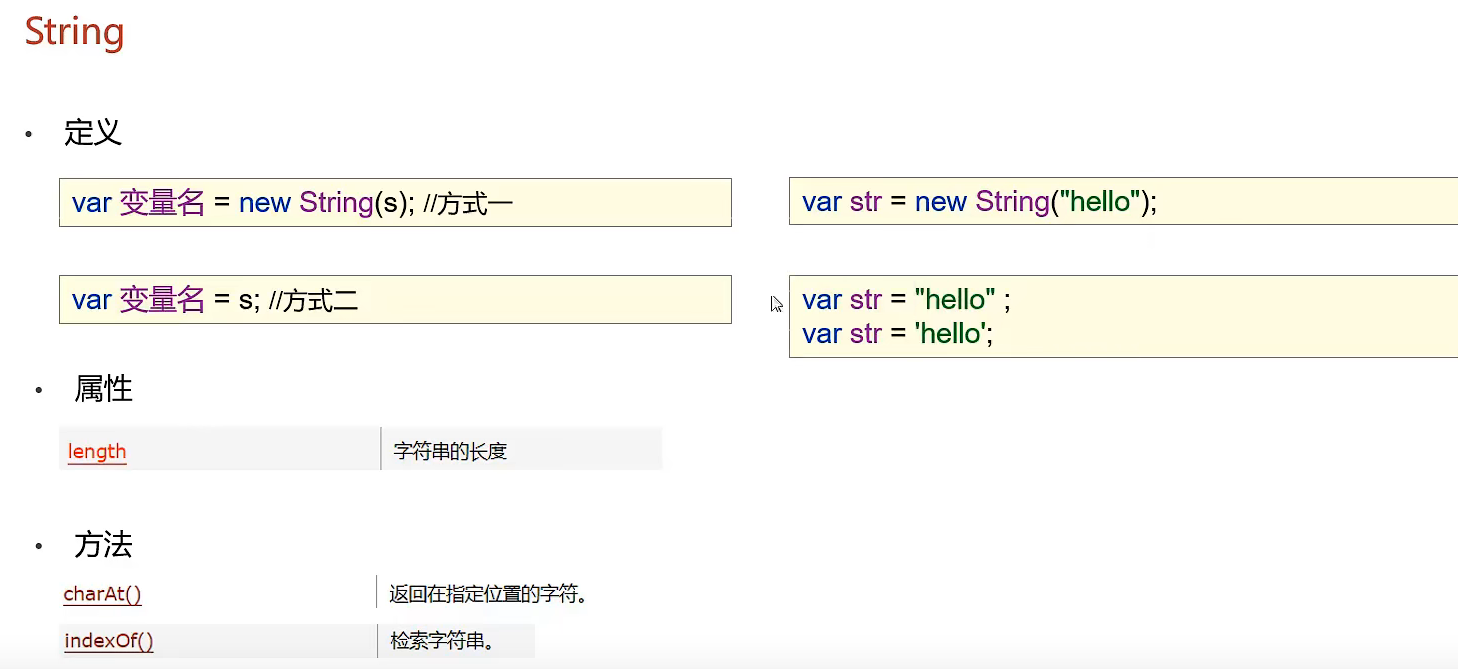 String
• 定义
var 变量名 = new String(s); //方式一
var str = new String("hello");
var 变量名 = s; //方式二
var str = "hello" ;
var str = 'hello';
• 属性
length 字符串的长度
• 方法
charAt() 返回在指定位置的字符。
indexOf() 检索字符串。